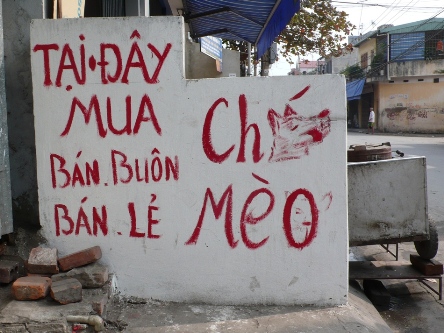 TẠI·ĐÂY
MUA
BÁN.BUÔN
BÁN.LẺ
Chó
MÈO